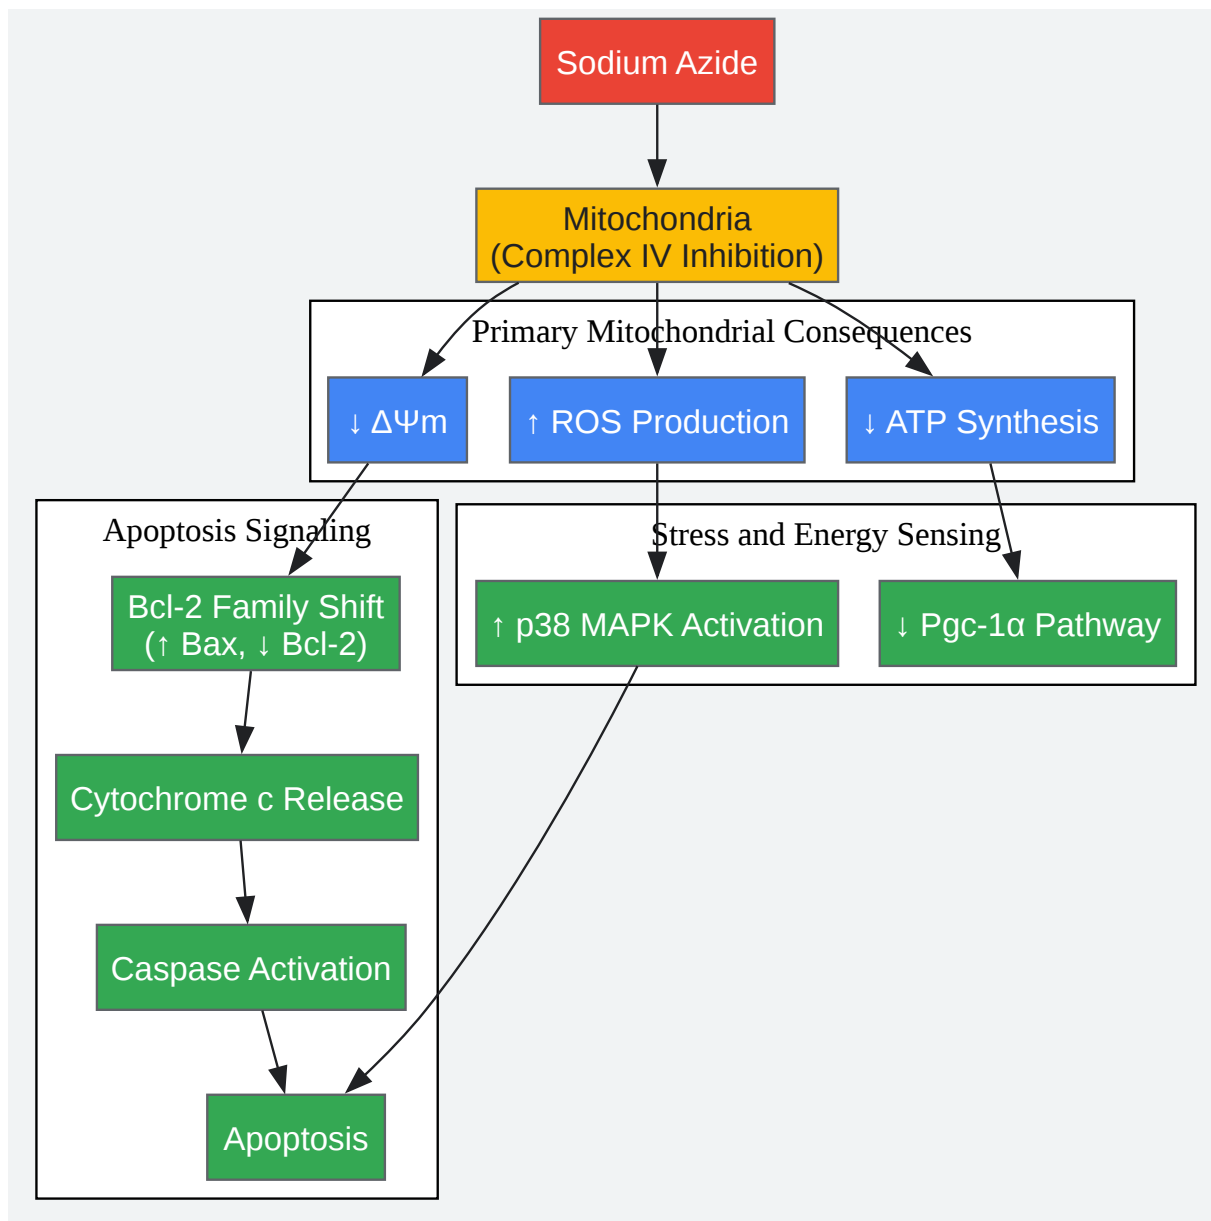 Sodium Azide
Mitochondria
(Complex IV Inhibition)
Primary Mitochondrial Consequences
↓ ΔΨm
↑ ROS Production
↓ ATP Synthesis
Apoptosis Signaling
Stress and Energy Sensing
Bcl-2 Family Shift
(↑ Bax, ↓ Bcl-2)
↑ p38 MAPK Activation
↓ Pgc-1α Pathway
Cytochrome c Release
Caspase Activation
Apoptosis